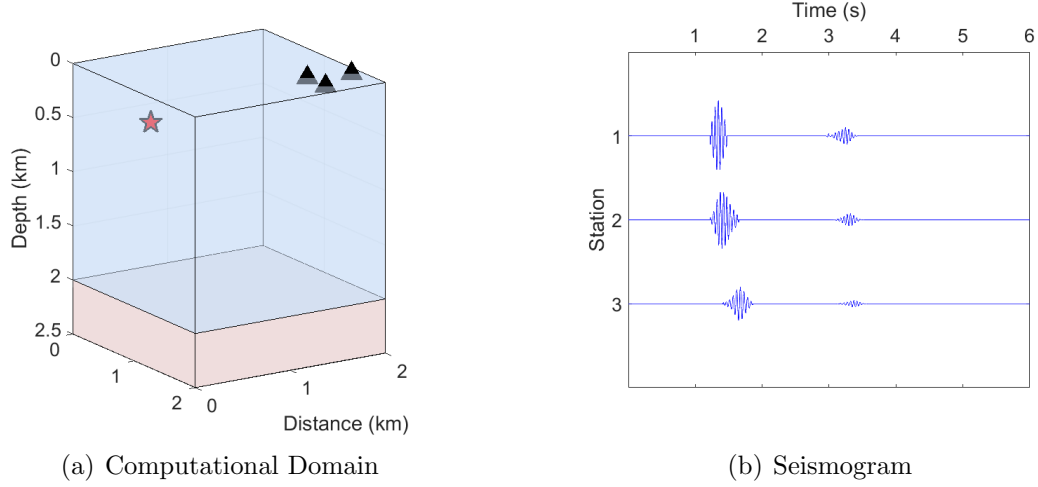 0
0.5
1
1.5
2
2.5
Depth (km)
0
1
2
0
1
2
Distance (km)
(a) Computational Domain
Time (s)
1 2 3 4 5 6
1
2
3
Station
(b) Seismogram